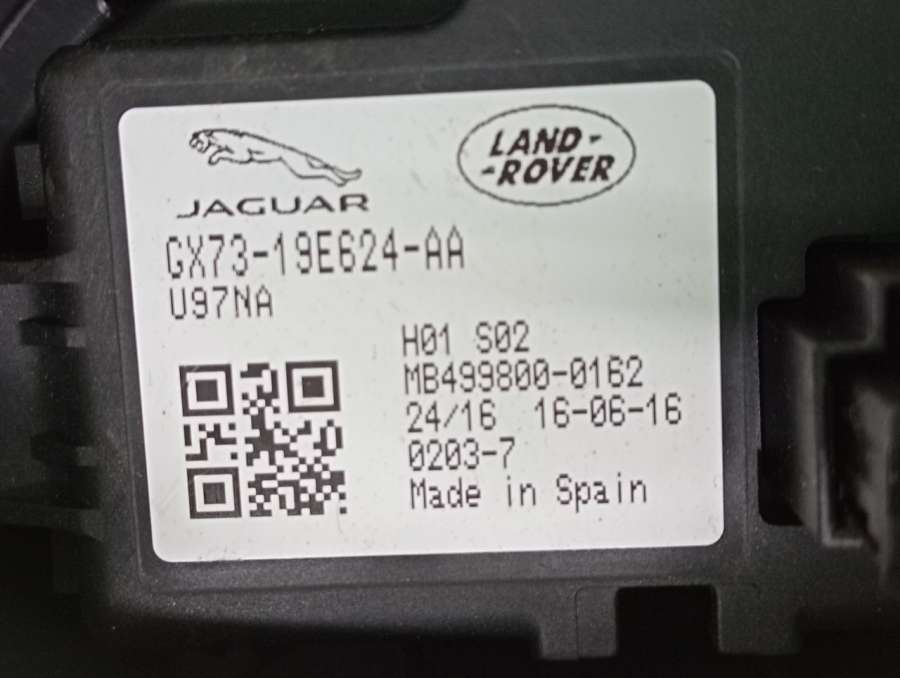 JAGUAR
LAND-
-ROVER
GX73-19E624-AA
U97NA
H01 S02
MB499800-0162
24/16 16-06-16
0203-7
Made in Spain